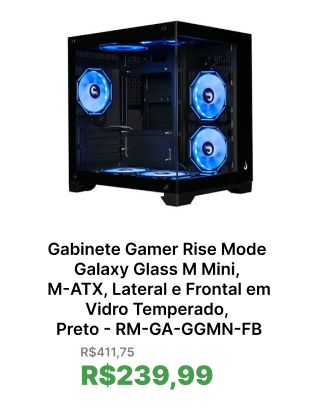 Gabinete Gamer Rise Mode
Galaxy Glass M Mini,
M-ATX, Lateral e Frontal em
Vidro Temperado,
Preto - RM-GA-GGMN-FB
R$411,75
R$239,99